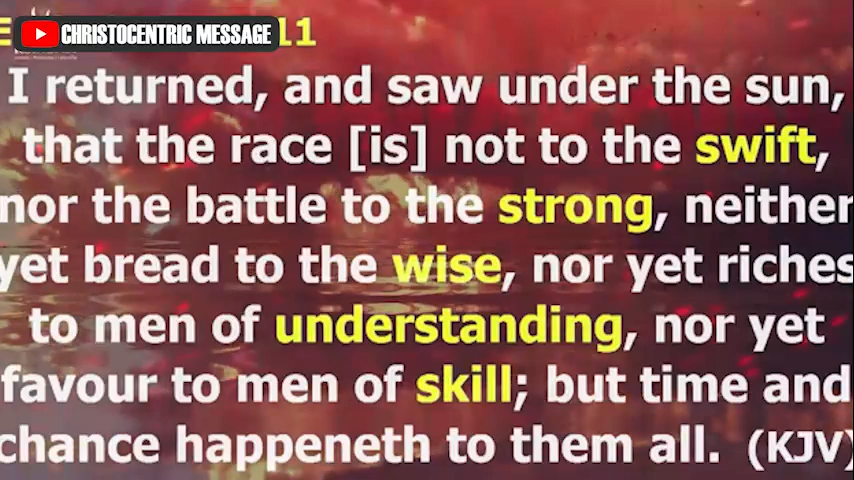 CHRISTOCENTRIC MESSAGE
11
I returned, and saw under the sun,
that the race [is] not to the swift,
nor the battle to the strong, neither
yet bread to the wise, nor yet riches
to men of understanding, nor yet
favour to men of skill; but time and
chance happeneth to them all. (KJV)